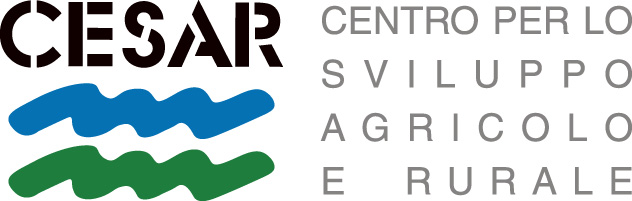 CESAR
CENTRO PER LO
SVILUPPO
AGRICOLO
E RURALE